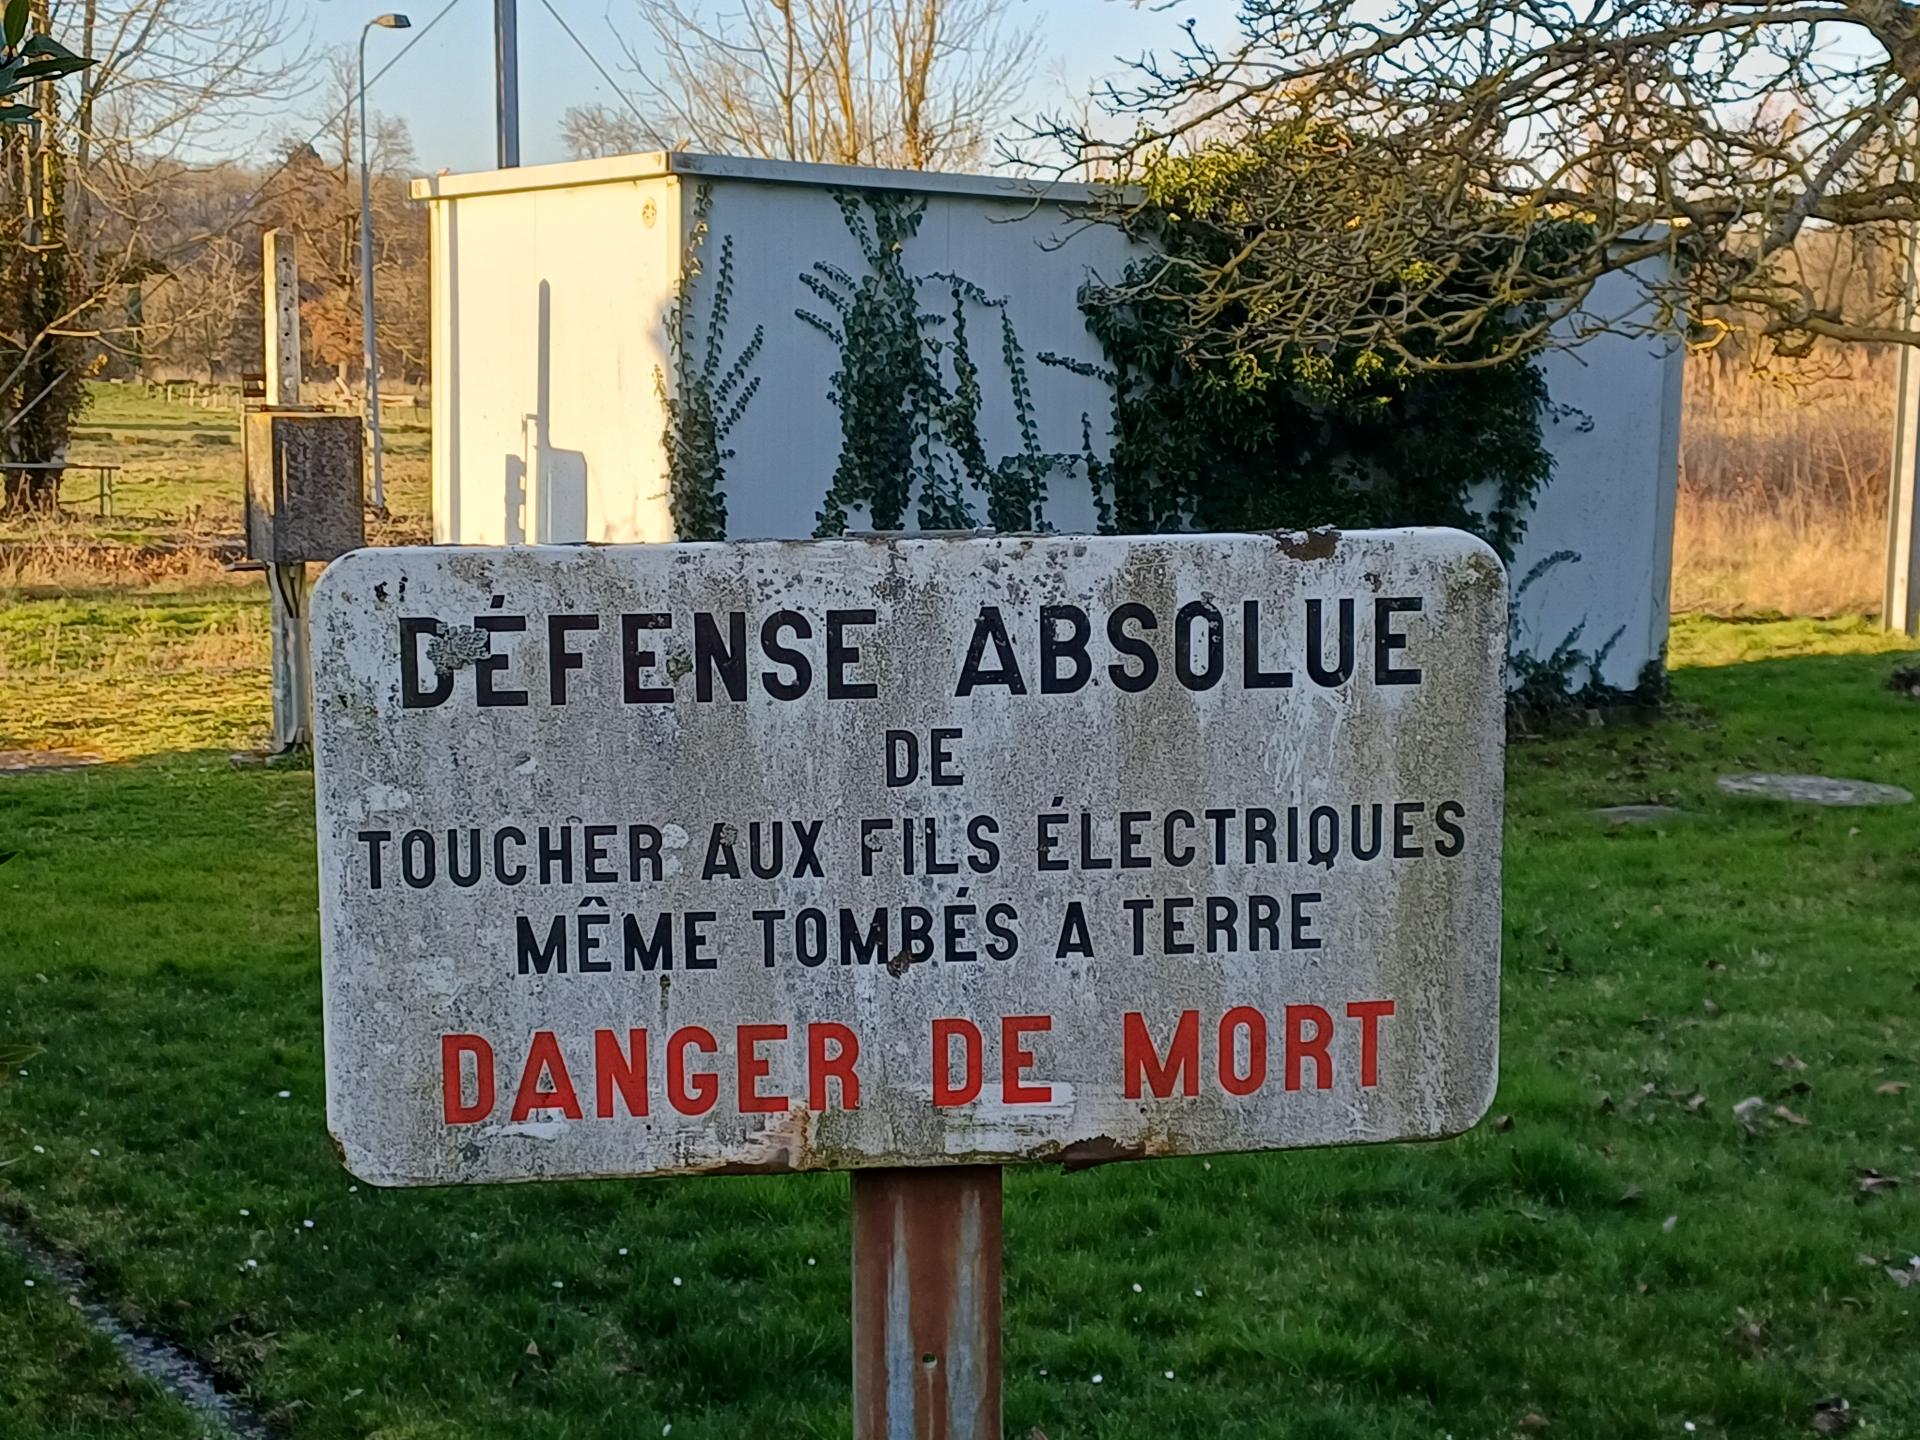 DÉFENSE ABSOLUE
DE
TOUCHER AUX FILS ÉLECTRIQUES
MÊME TOMBÉS A TERRE
DANGER DE MORT